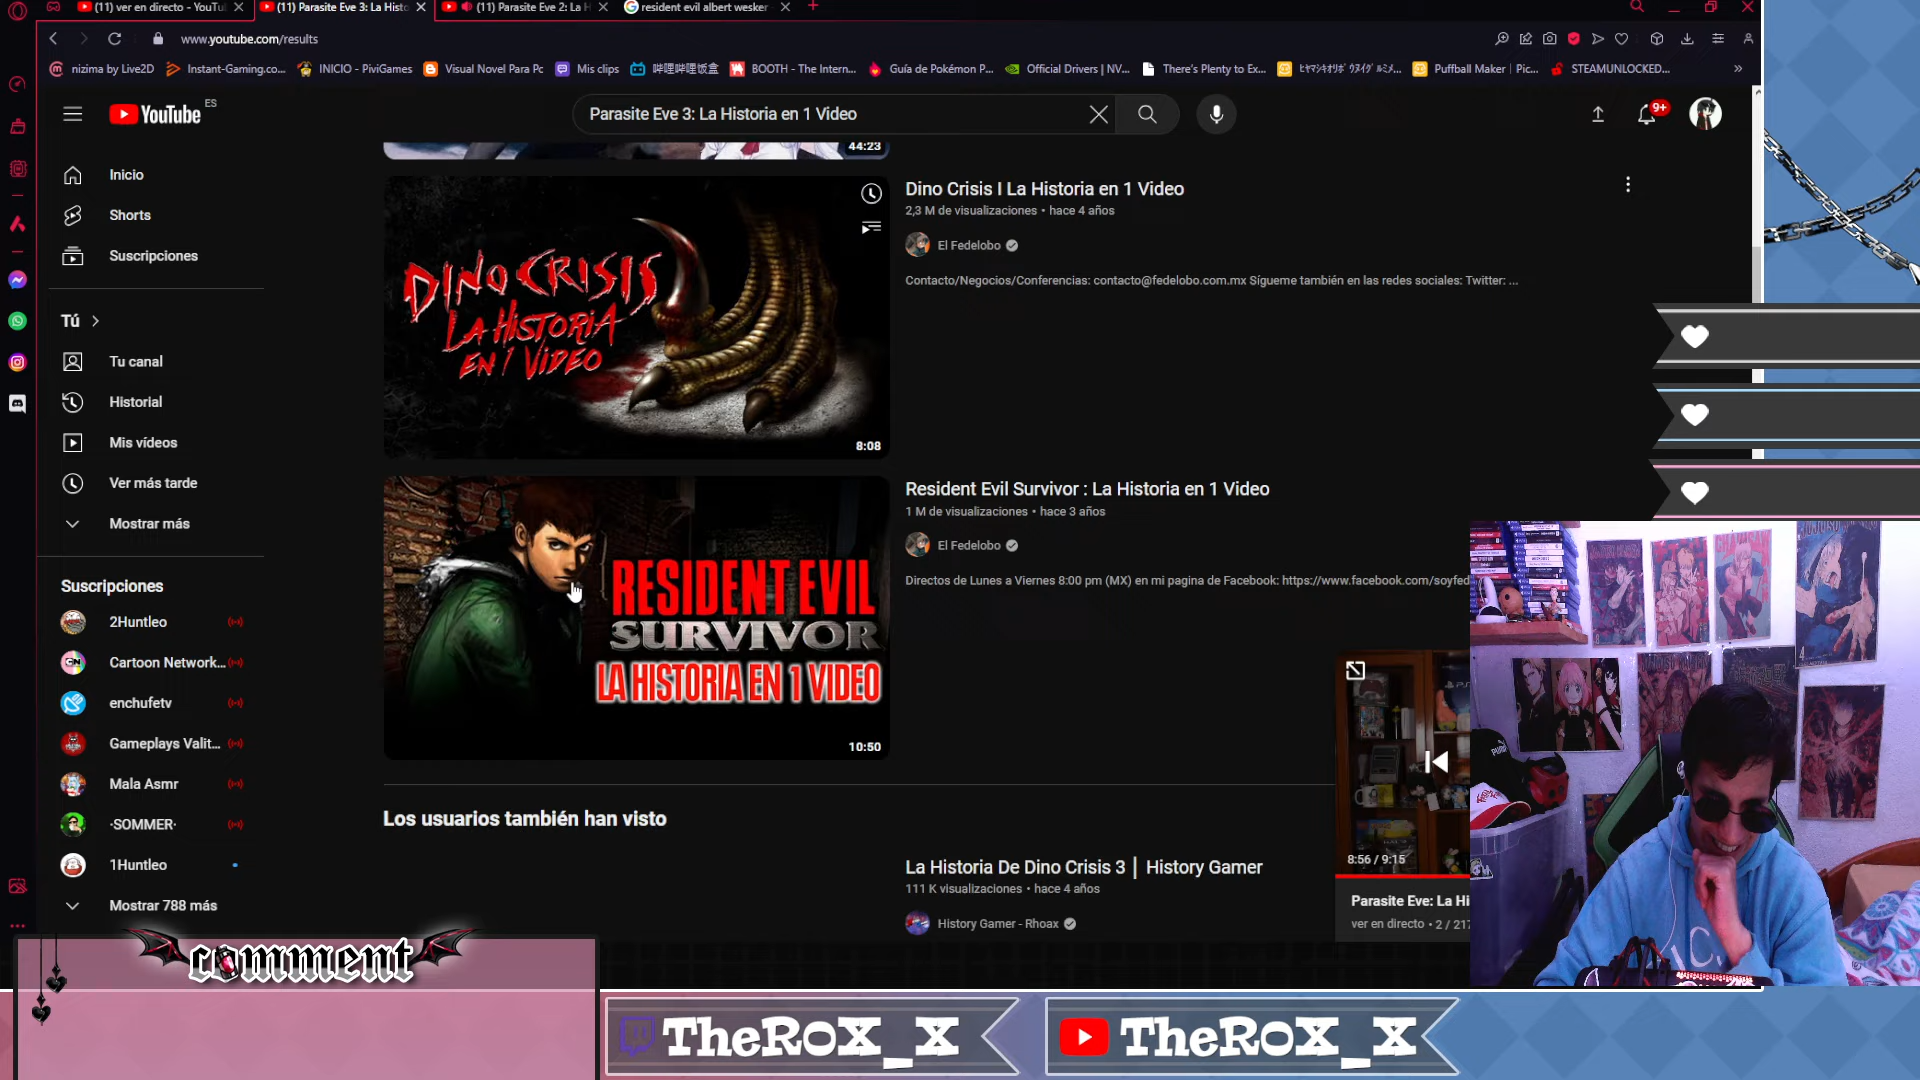 (11) ver en directo - YouTu
(11) Parasite Eve 3: La Histo
(11) Parasite Eve 2: La H
resident evil albert wesker
www.youtube.com/results
nizima by Live2D
Instant-Gaming.co...
INICIO - PiviGames
Visual Novel Para Pc
Mis clips
哔哩哔哩饭盒
BOOTH - The Intern...
Guía de Pokémon P...
Official Drivers | NV...
There's Plenty to Ex...
Puffball Maker | Pic...
STEAMUNLOCKED...
YouTube ES
Parasite Eve 3: La Historia en 1 Video
9+
Inicio
Shorts
Suscripciones
Tú
Tu canal
Historial
Mis vídeos
Ver más tarde
Mostrar más
Suscripciones
2Huntleo
Cartoon Network...
enchufetv
Gameplays Valit...
Mala Asmr
·SOMMER·
1Huntleo
Mostrar 788 más
44:23
DINO CRISIS
LA HISTORIA
EN 1 VIDEO
8:08
Dino Crisis I La Historia en 1 Video
2,3 M de visualizaciones • hace 4 años
El Fedelobo
Contacto/Negocios/Conferencias: contacto@fedelobo.com.mx Sígueme también en las redes sociales: Twitter: ...
RESIDENT EVIL
SURVIVOR
LA HISTORIA EN 1 VIDEO
10:50
Resident Evil Survivor : La Historia en 1 Video
1 M de visualizaciones • hace 3 años
El Fedelobo
Directos de Lunes a Viernes 8:00 pm (MX) en mi pagina de Facebook: https://www.facebook.com/soyfed
Los usuarios también han visto
La Historia De Dino Crisis 3 │ History Gamer
111 K visualizaciones • hace 4 años
History Gamer - Rhoax
8:56 / 9:15
Parasite Eve: La Hi
ver en directo • 2 / 217
comment
TheROX_X
TheROX_X